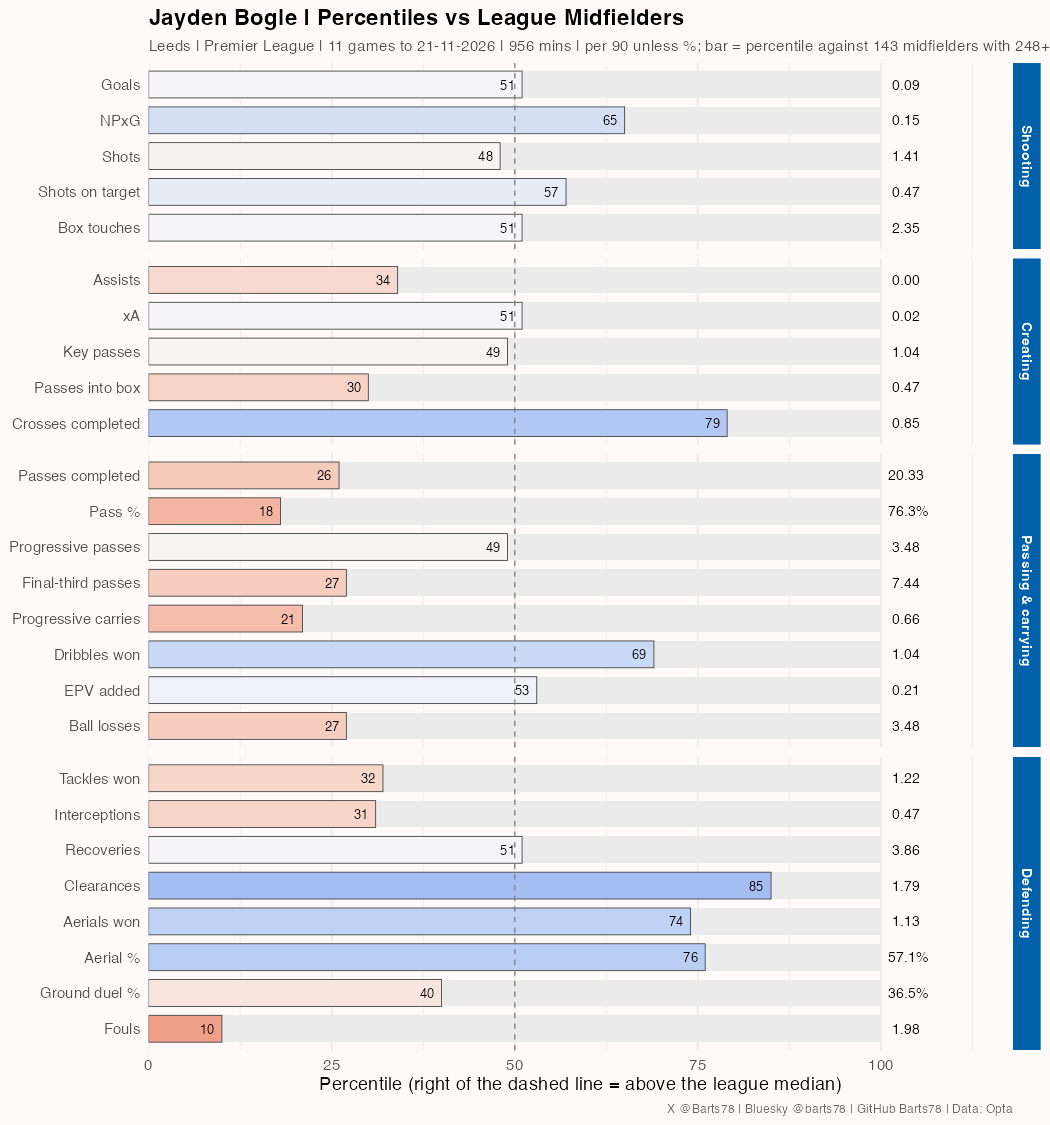 Jayden Bogle | Percentiles vs League Midfielders
Leeds | Premier League | 11 games to 21-11-2026 | 956 mins | per 90 unless %; bar = percentile against 143 midfielders with 248+
Goals 51 0.09
NPxG 65 0.15
Shots 48 1.41
Shots on target 57 0.47
Box touches 51 2.35
Shooting
Assists 34 0.00
xA 51 0.02
Key passes 49 1.04
Passes into box 30 0.47
Crosses completed 79 0.85
Creating
Passes completed 26 20.33
Pass % 18 76.3%
Progressive passes 49 3.48
Final-third passes 27 7.44
Progressive carries 21 0.66
Dribbles won 69 1.04
EPV added 53 0.21
Ball losses 27 3.48
Passing & carrying
Tackles won 32 1.22
Interceptions 31 0.47
Recoveries 51 3.86
Clearances 85 1.79
Aerials won 74 1.13
Aerial % 76 57.1%
Ground duel % 40 36.5%
Fouls 10 1.98
Defending
0 25 50 75 100
Percentile (right of the dashed line = above the league median)
X @Barts78 | Bluesky @barts78 | GitHub Barts78 | Data: Opta